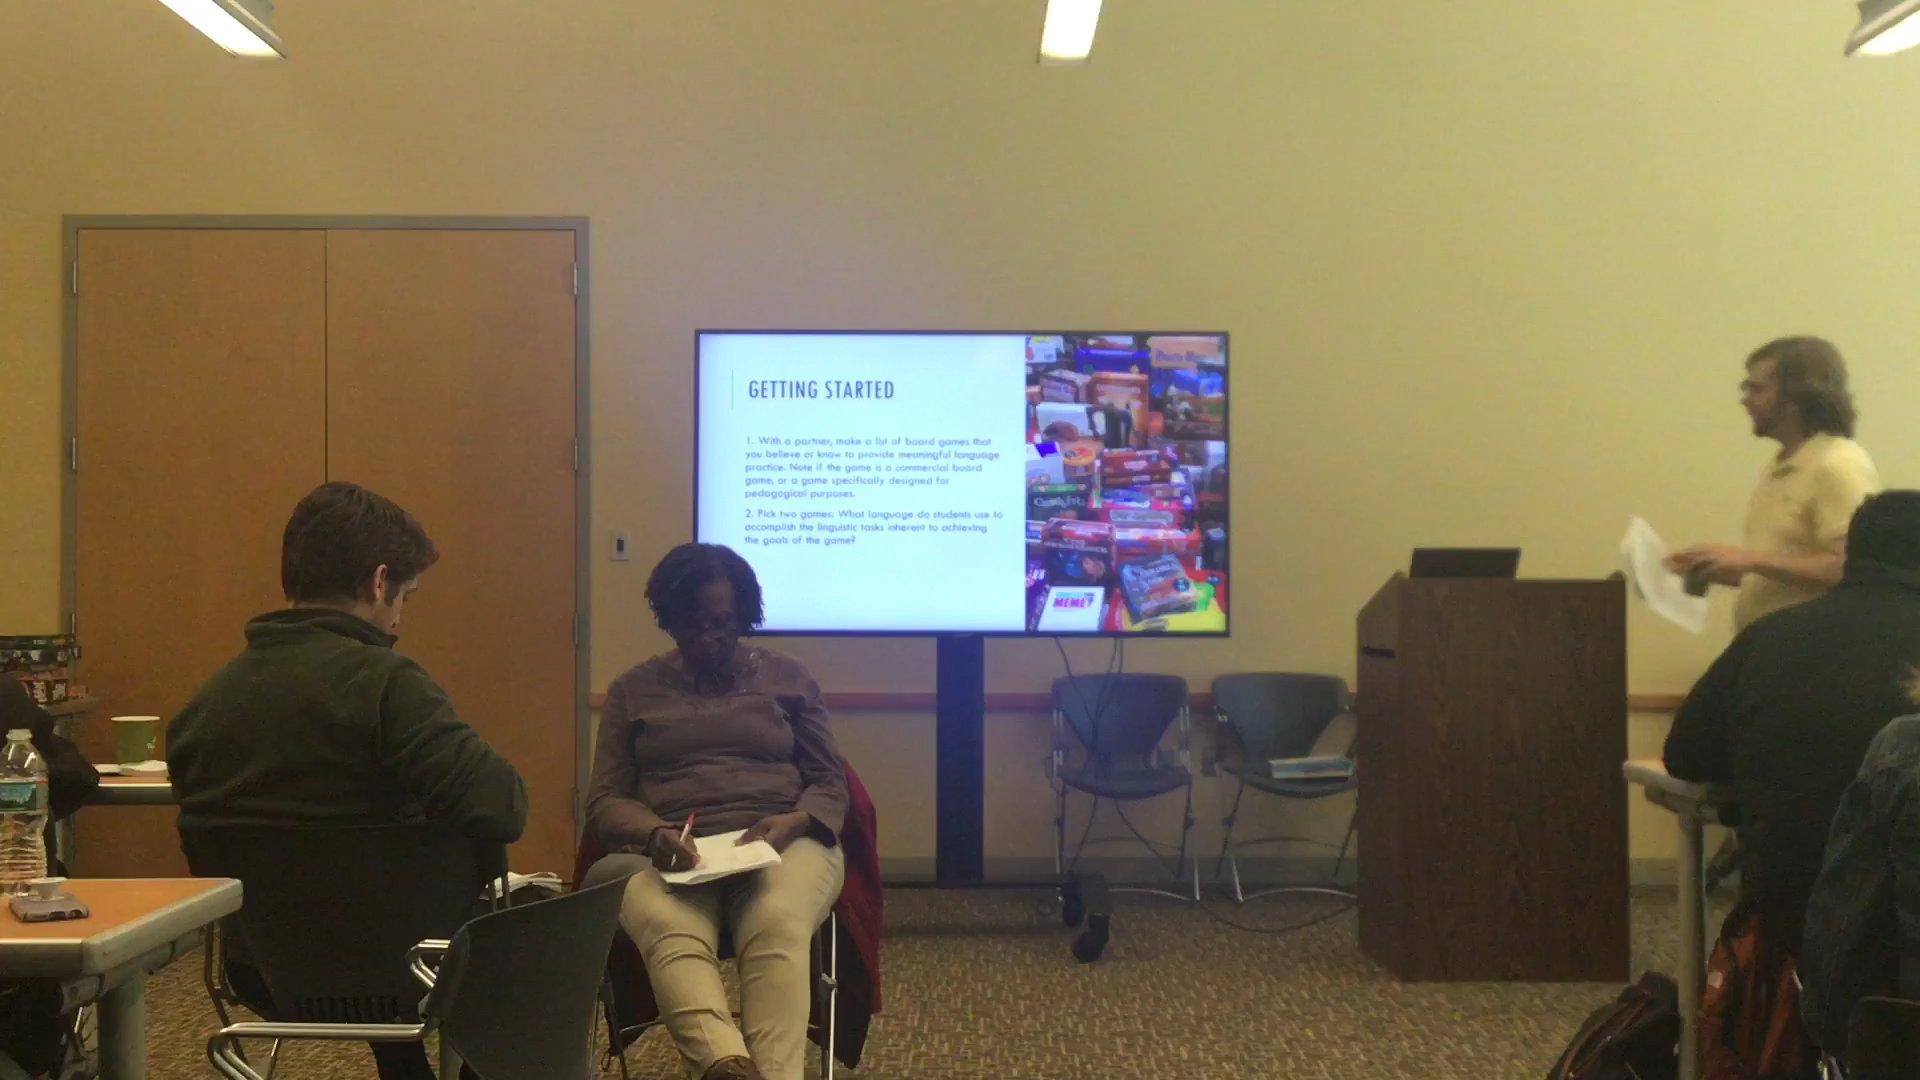 GETTING STARTED
1. With a partner, make a list of board games that
you believe or know to provide meaningful language
practice. Note if the game is a commercial board
game, or a game specifically designed for
pedagogical purposes.
2. Pick two games: What language do students use to
accomplish the linguistic tasks inherent to achieving
the goals of the game?
MEME?